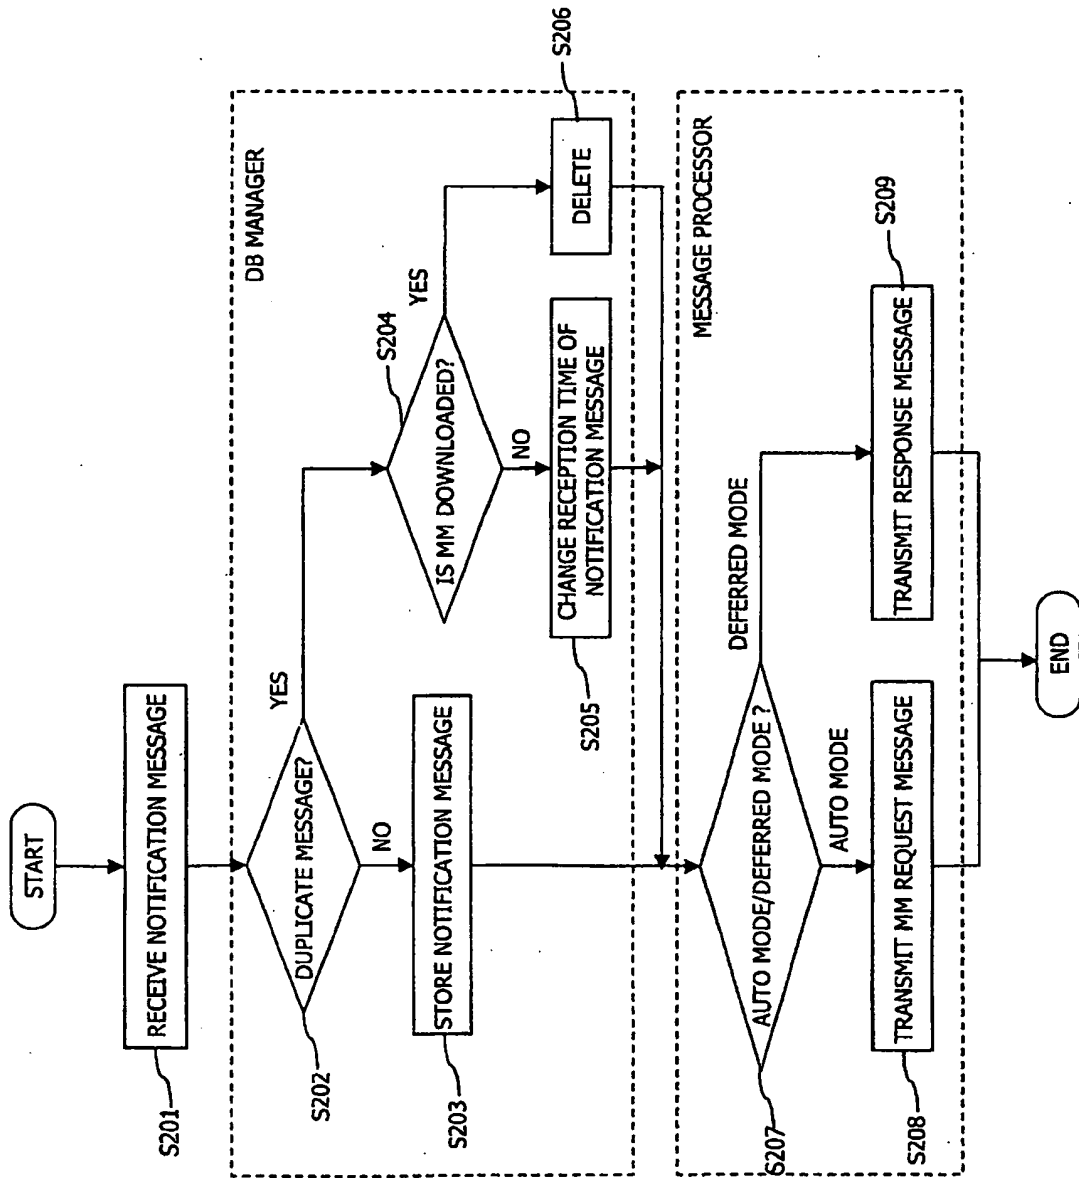 START
RECEIVE NOTIFICATION MESSAGE
S201
DB MANAGER
DUPLICATE MESSAGE?
S202
YES
NO
STORE NOTIFICATION MESSAGE
S203
IS MM DOWNLOADED?
S204
YES
NO
CHANGE RECEPTION TIME OF
NOTIFICATION MESSAGE
S205
DELETE
S206
MESSAGE PROCESSOR
AUTO MODE/DEFERRED MODE ?
S207
DEFERRED MODE
AUTO MODE
TRANSMIT MM REQUEST MESSAGE
S208
TRANSMIT RESPONSE MESSAGE
S209
END